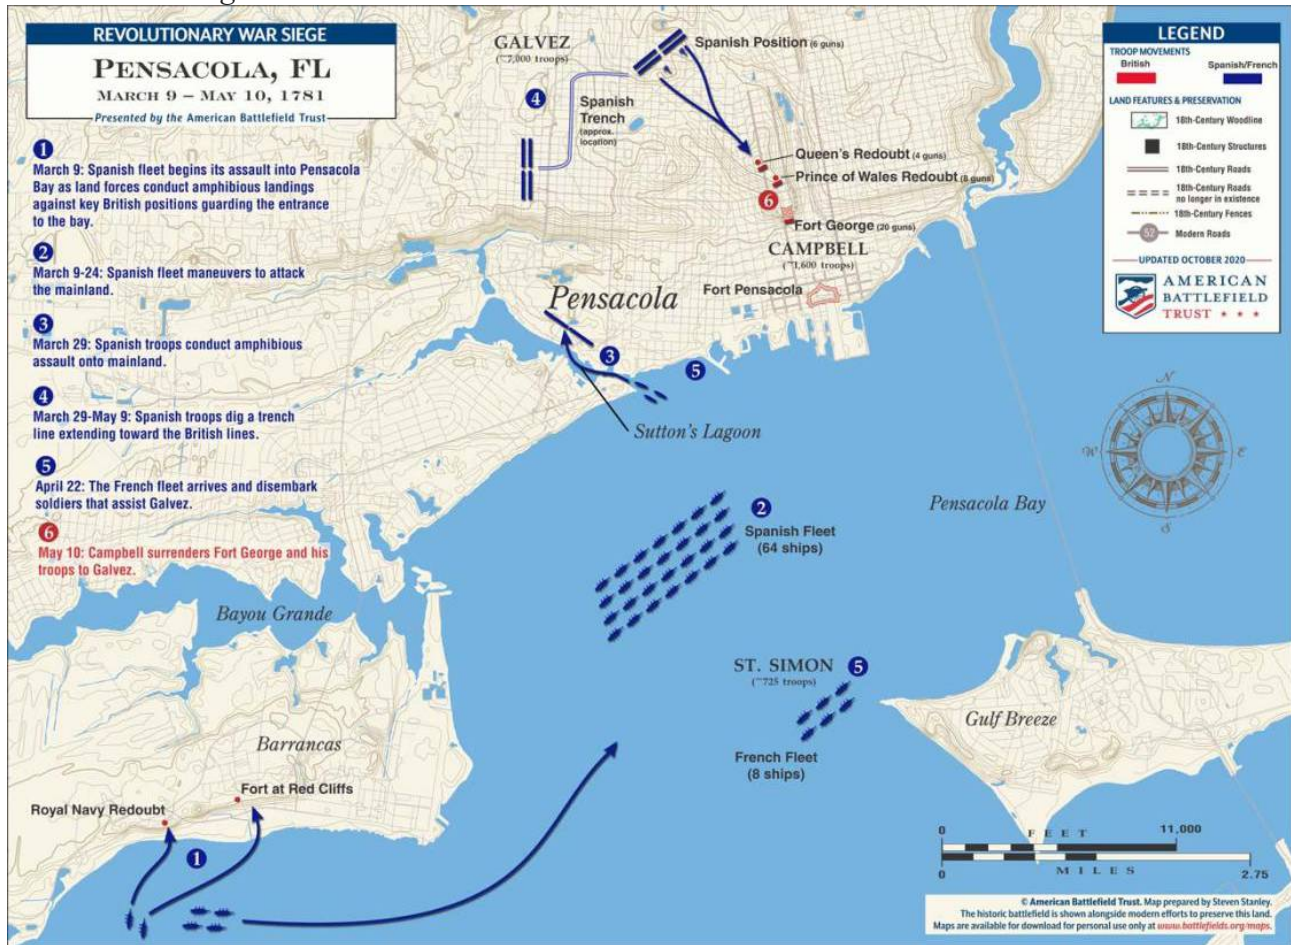 REVOLUTIONARY WAR SIEGE
PENSACOLA, FL
MARCH 9 – MAY 10, 1781
Presented by the American Battlefield Trust
1
March 9: Spanish fleet begins its assault into Pensacola
Bay as land forces conduct amphibious landings
against key British positions guarding the entrance
to the bay.
2
March 9-24: Spanish fleet maneuvers to attack
the mainland.
3
March 29: Spanish troops conduct amphibious
assault onto mainland.
4
March 29-May 9: Spanish troops dig a trench
line extending toward the British lines.
5
April 22: The French fleet arrives and disembark
soldiers that assist Galvez.
6
May 10: Campbell surrenders Fort George and his
troops to Galvez.
GALVEZ
(~7,000 troops)
Spanish Position (6 guns)
4
Spanish
Trench
(approx.
location)
Queen's Redoubt (4 guns)
Prince of Wales Redoubt (8 guns)
6
Fort George (20 guns)
CAMPBELL
(~1,600 troops)
Fort Pensacola
Pensacola
3
5
Sutton's Lagoon
2
Spanish Fleet
(64 ships)
Pensacola Bay
ST. SIMON
(~725 troops)
5
French Fleet
(8 ships)
Gulf Breeze
Bayou Grande
Barrancas
Fort at Red Cliffs
Royal Navy Redoubt
1
LEGEND
TROOP MOVEMENTS
British
Spanish/French
LAND FEATURES & PRESERVATION
18th-Century Woodline
18th-Century Structures
18th-Century Roads
18th-Century Roads
no longer in existence
18th-Century Fences
52
Modern Roads
UPDATED OCTOBER 2020
AMERICAN
BATTLEFIELD
TRUST
N
W
E
S
0 FEET 11,000
0 MILES 2.75
© American Battlefield Trust. Map prepared by Steven Stanley.
The historic battlefield is shown alongside modern efforts to preserve this land.
Maps are available for download for personal use only at www.battlefields.org/maps.